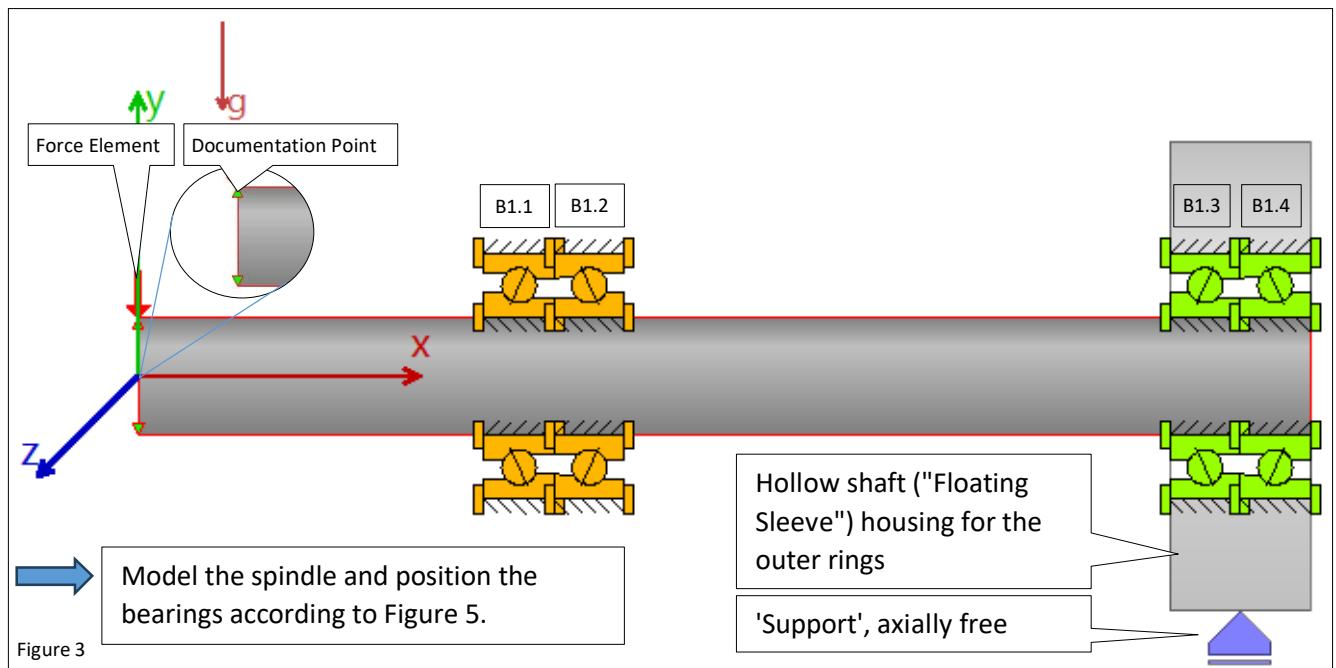 y
g
Force Element
Documentation Point
B1.1
B1.2
B1.3
B1.4
x
z
Hollow shaft ("Floating
Sleeve") housing for the
outer rings
Model the spindle and position the
bearings according to Figure 5.
'Support', axially free
Figure 3